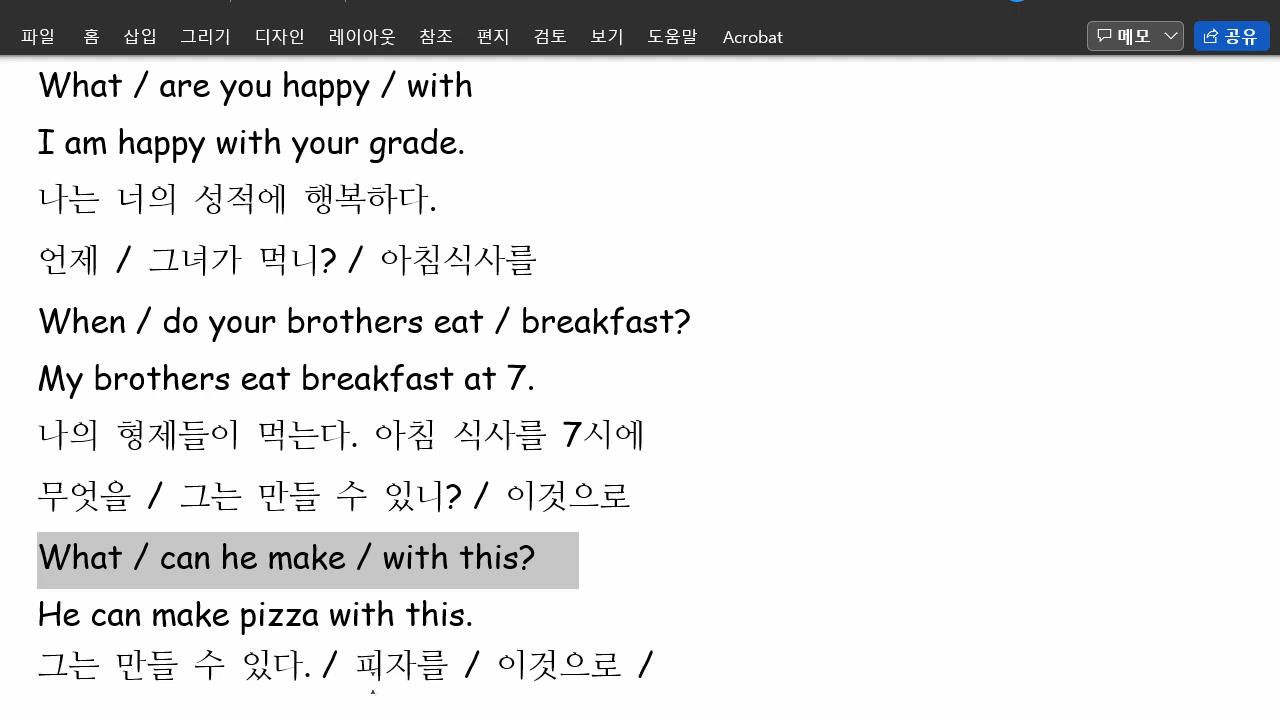 파일 홈 삽입 그리기 디자인 레이아웃 참조 편지 검토 보기 도움말 Acrobat 메모 공유
What / are you happy / with
I am happy with your grade.
나는 너의 성적에 행복하다.
언제 / 그녀가 먹니? / 아침식사를
When / do your brothers eat / breakfast?
My brothers eat breakfast at 7.
나의 형제들이 먹는다. 아침 식사를 7시에
무엇을 / 그는 만들 수 있니? / 이것으로
What / can he make / with this?
He can make pizza with this.
그는 만들 수 있다. / 피자를 / 이것으로 /